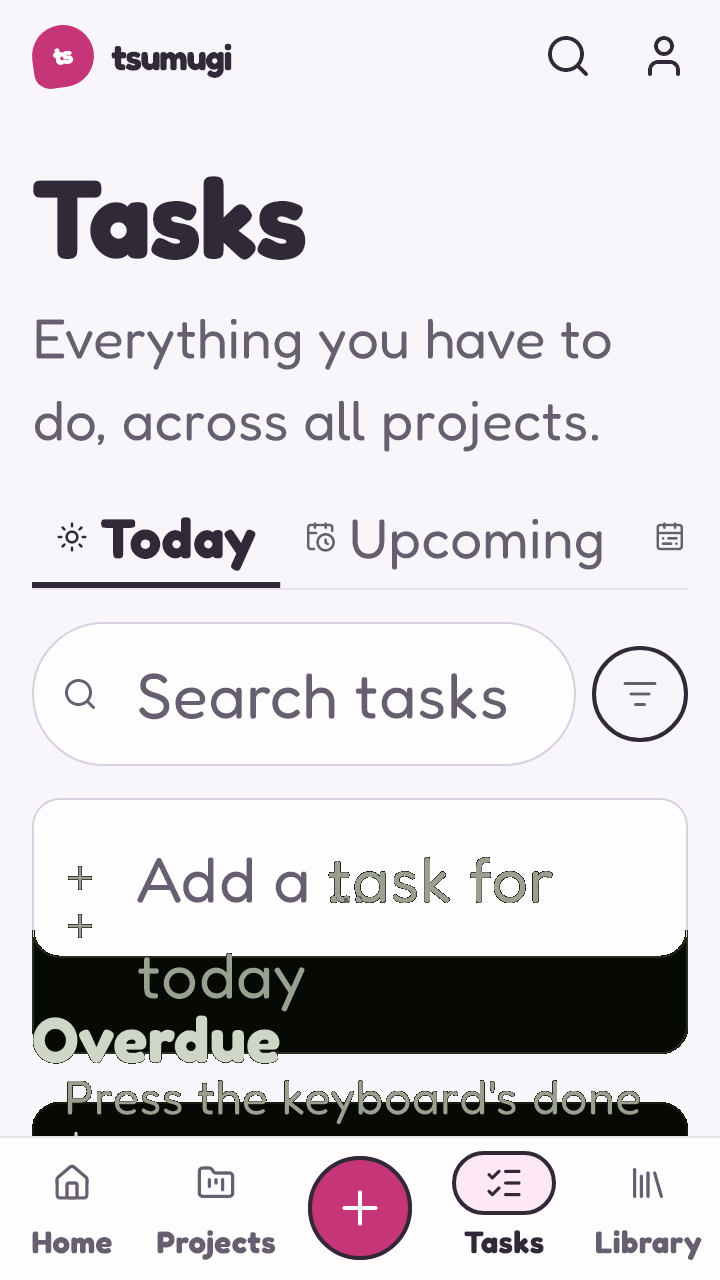 ts
tsumugi
Tasks
Everything you have to
do, across all projects.
Today
Upcoming
Search tasks
Add a task for
today
Overdue
Press the keyboard's done
Home
Projects
Tasks
Library